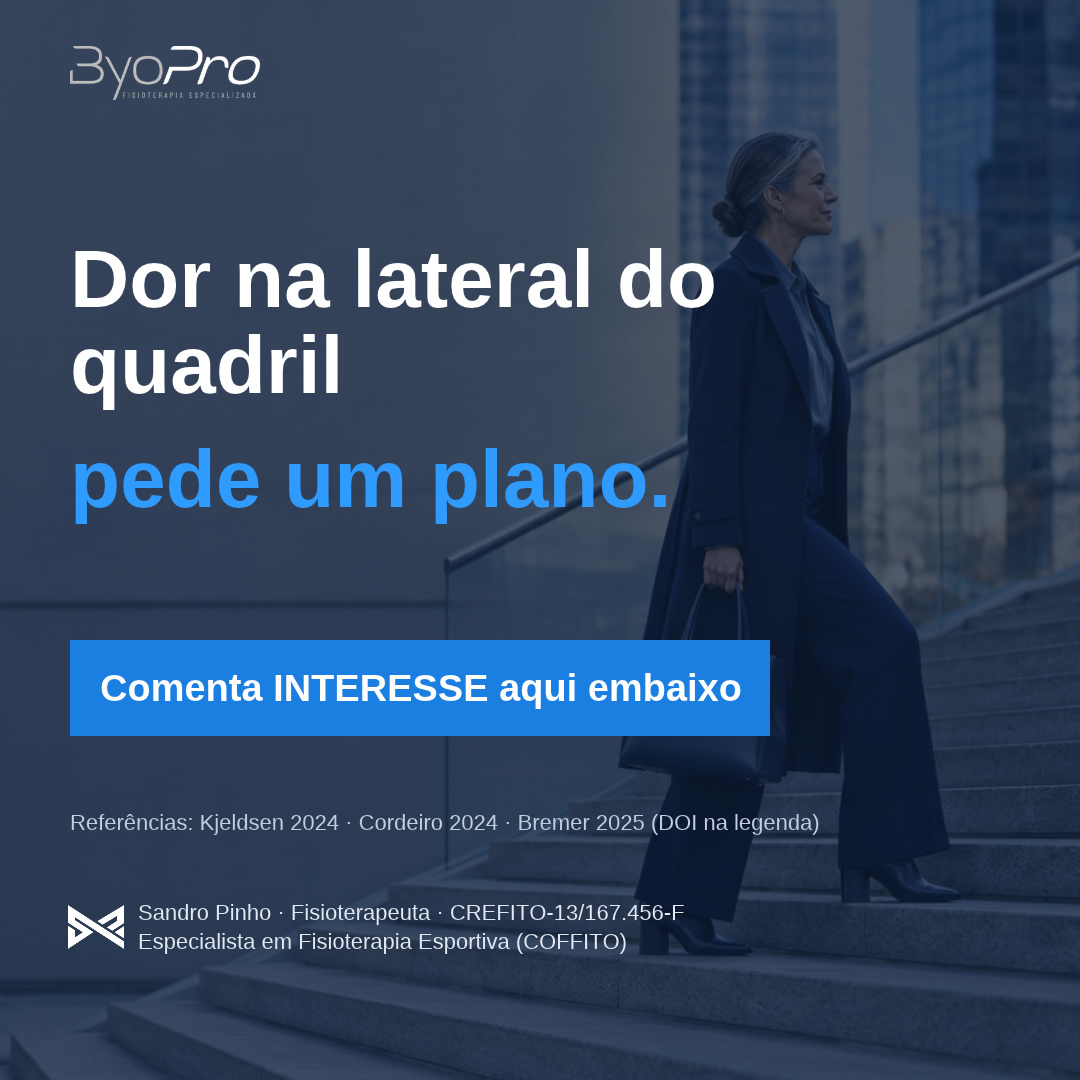 ByoPro
FISIOTERAPIA ESPECIALIZADA
Dor na lateral do
quadril
pede um plano.
Comenta INTERESSE aqui embaixo
Referências: Kjeldsen 2024 · Cordeiro 2024 · Bremer 2025 (DOI na legenda)
Sandro Pinho · Fisioterapeuta · CREFITO-13/167.456-F
Especialista em Fisioterapia Esportiva (COFFITO)